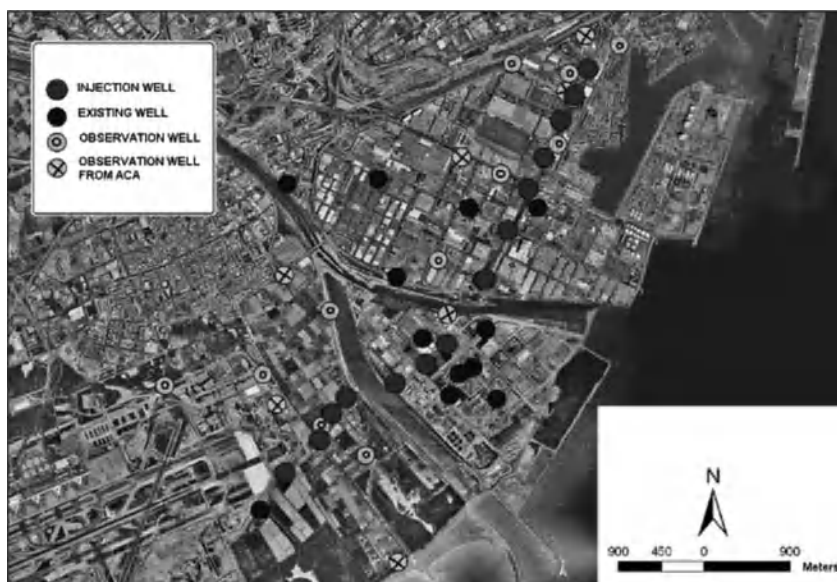 INJECTION WELL
EXISTING WELL
OBSERVATION WELL
OBSERVATION WELL
FROM ACA
N
900 450 0 900
Meters